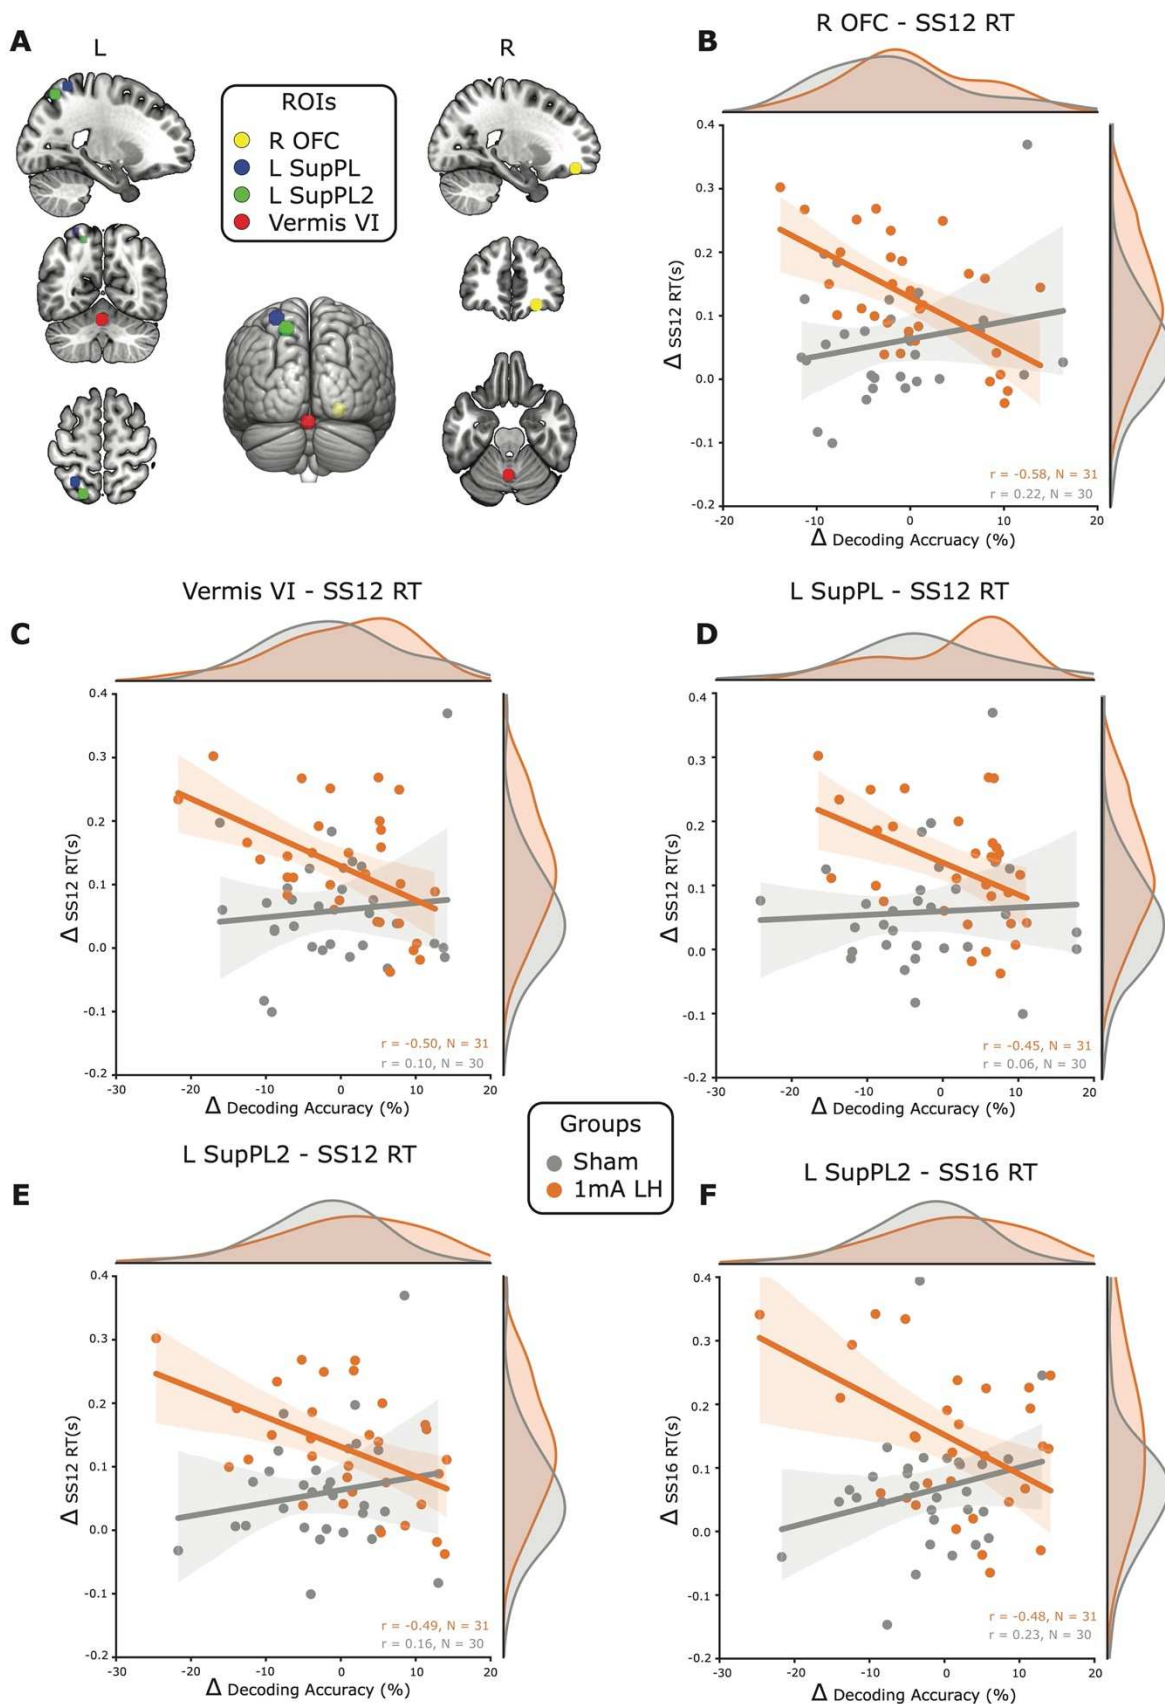 A
L
R
ROIs
R OFC
L SupPL
L SupPL2
Vermis VI
B
R OFC - SS12 RT
Δ SS12 RT(s)
0.4
0.3
0.2
0.1
0.0
-0.1
-0.2
r = -0.58, N = 31
r = 0.22, N = 30
-20
-10
0
10
20
Δ Decoding Accruacy (%)
C
Vermis VI - SS12 RT
Δ SS12 RT(s)
0.4
0.3
0.2
0.1
0.0
-0.1
-0.2
r = -0.50, N = 31
r = 0.10, N = 30
-30
-20
-10
0
10
20
Δ Decoding Accuracy (%)
D
L SupPL - SS12 RT
Δ SS12 RT(s)
0.4
0.3
0.2
0.1
0.0
-0.1
-0.2
r = -0.45, N = 31
r = 0.06, N = 30
-30
-20
-10
0
10
20
Δ Decoding Accuracy (%)
Groups
Sham
1mA LH
E
L SupPL2 - SS12 RT
Δ SS12 RT(s)
0.4
0.3
0.2
0.1
0.0
-0.1
-0.2
r = -0.49, N = 31
r = 0.16, N = 30
-30
-20
-10
0
10
20
Δ Decoding Accuracy (%)
F
L SupPL2 - SS16 RT
Δ SS16 RT(s)
0.4
0.3
0.2
0.1
0.0
-0.1
-0.2
r = -0.48, N = 31
r = 0.23, N = 30
-30
-20
-10
0
10
20
Δ Decoding Accuracy (%)